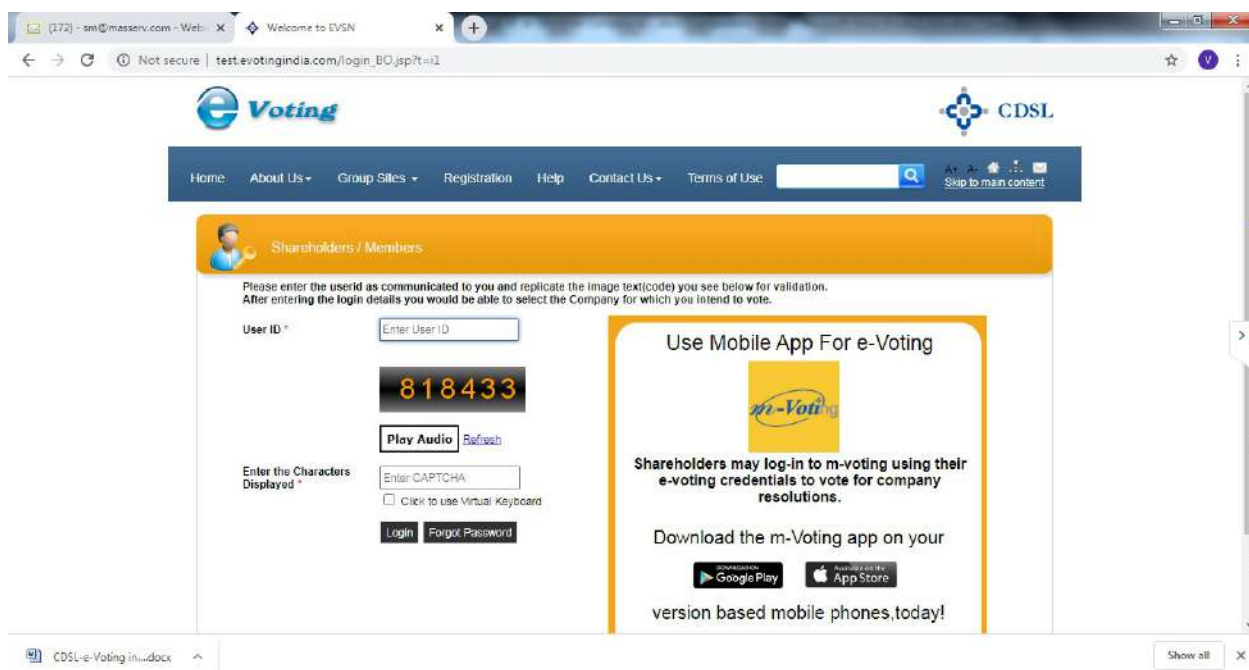 (172) - sm@masserv.com - Web
Welcome to EVSN
Not secure | test.evotingindia.com/login_BO.jsp?t=i1
V
e Voting
CDSL
Home About Us Group Sites Registration Help Contact Us Terms of Use
A+ A-
Skip to main content
Shareholders / Members
Please enter the userid as communicated to you and replicate the image text(code) you see below for validation.
After entering the login details you would be able to select the Company for which you intend to vote.
User ID *
Enter User ID
818433
Play Audio Refresh
Enter the Characters
Displayed *
Enter CAPTCHA
Click to use Virtual Keyboard
Login Forgot Password
Use Mobile App For e-Voting
m-Voting
Shareholders may log-in to m-voting using their
e-voting credentials to vote for company
resolutions.
Download the m-Voting app on your
Google Play
Available on the
App Store
version based mobile phones,today!
CDSL-e-Voting in....docx
Show all